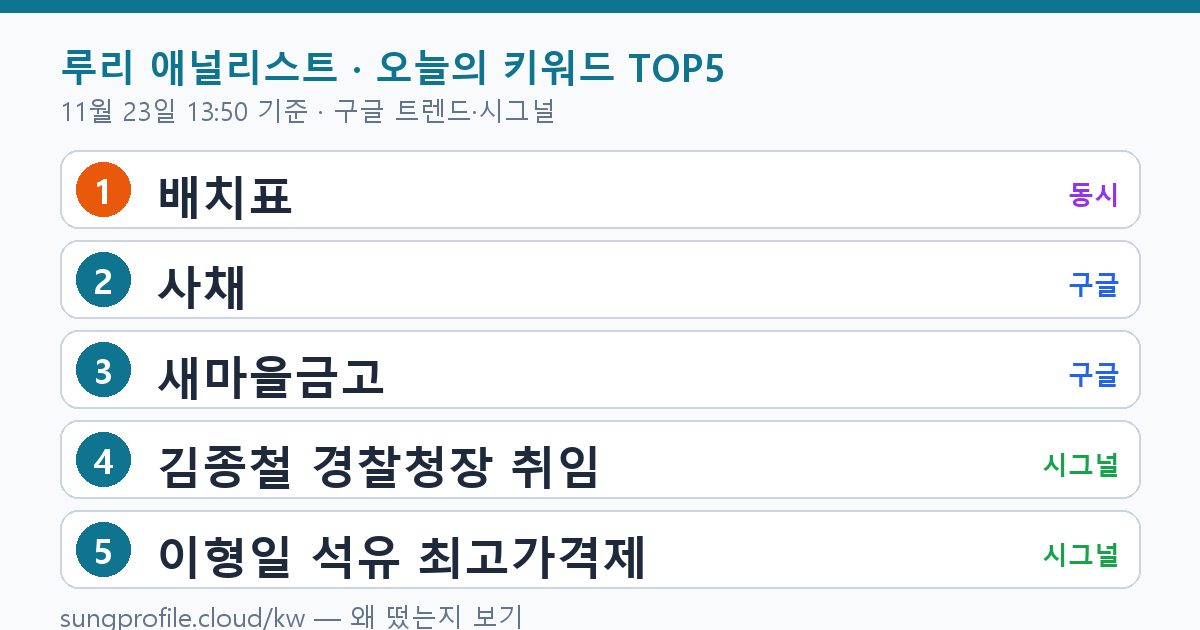 루리 애널리스트 · 오늘의 키워드 TOP5
11월 23일 13:50 기준 · 구글 트렌드·시그널
1 배치표 동시
2 사채 구글
3 새마을금고 구글
4 김종철 경찰청장 취임 시그널
5 이형일 석유 최고가격제 시그널
sungprofile.cloud/kw — 왜 떴는지 보기